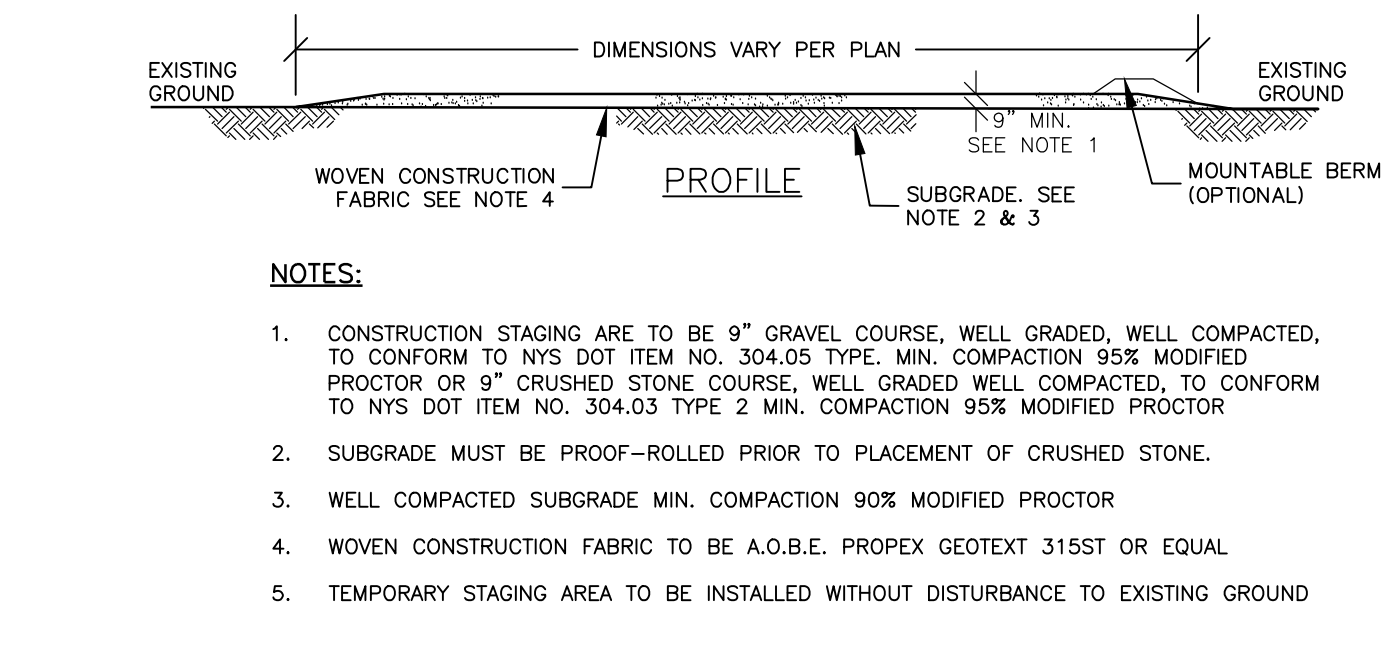 DIMENSIONS VARY PER PLAN
EXISTING
GROUND
EXISTING
GROUND
9" MIN.
SEE NOTE 1
WOVEN CONSTRUCTION
FABRIC SEE NOTE 4
PROFILE
SUBGRADE. SEE
NOTE 2 & 3
MOUNTABLE BERM
(OPTIONAL)
NOTES:
1. CONSTRUCTION STAGING ARE TO BE 9" GRAVEL COURSE, WELL GRADED, WELL COMPACTED,
TO CONFORM TO NYS DOT ITEM NO. 304.05 TYPE. MIN. COMPACTION 95% MODIFIED
PROCTOR OR 9" CRUSHED STONE COURSE, WELL GRADED WELL COMPACTED, TO CONFORM
TO NYS DOT ITEM NO. 304.03 TYPE 2 MIN. COMPACTION 95% MODIFIED PROCTOR
2. SUBGRADE MUST BE PROOF-ROLLED PRIOR TO PLACEMENT OF CRUSHED STONE.
3. WELL COMPACTED SUBGRADE MIN. COMPACTION 90% MODIFIED PROCTOR
4. WOVEN CONSTRUCTION FABRIC TO BE A.O.B.E. PROPEX GEOTEXT 315ST OR EQUAL
5. TEMPORARY STAGING AREA TO BE INSTALLED WITHOUT DISTURBANCE TO EXISTING GROUND